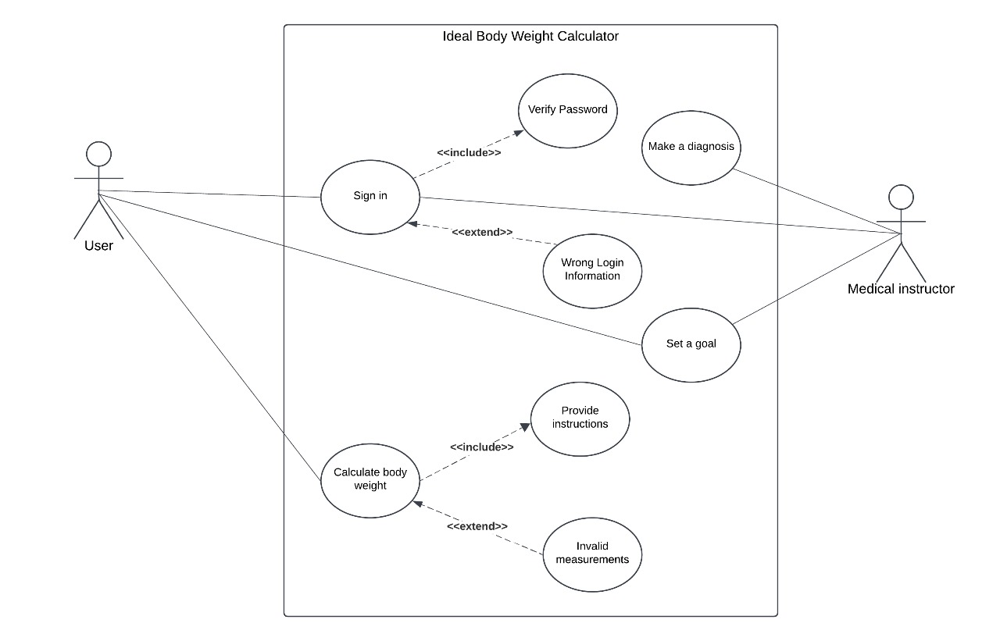 Ideal Body Weight Calculator
Verify Password
Make a diagnosis
<<include>>
Sign in
<<extend>>
User
Wrong Login
Information
Medical instructor
Set a goal
Provide
instructions
<<include>>
Calculate body
weight
<<extend>>
Invalid
measurements